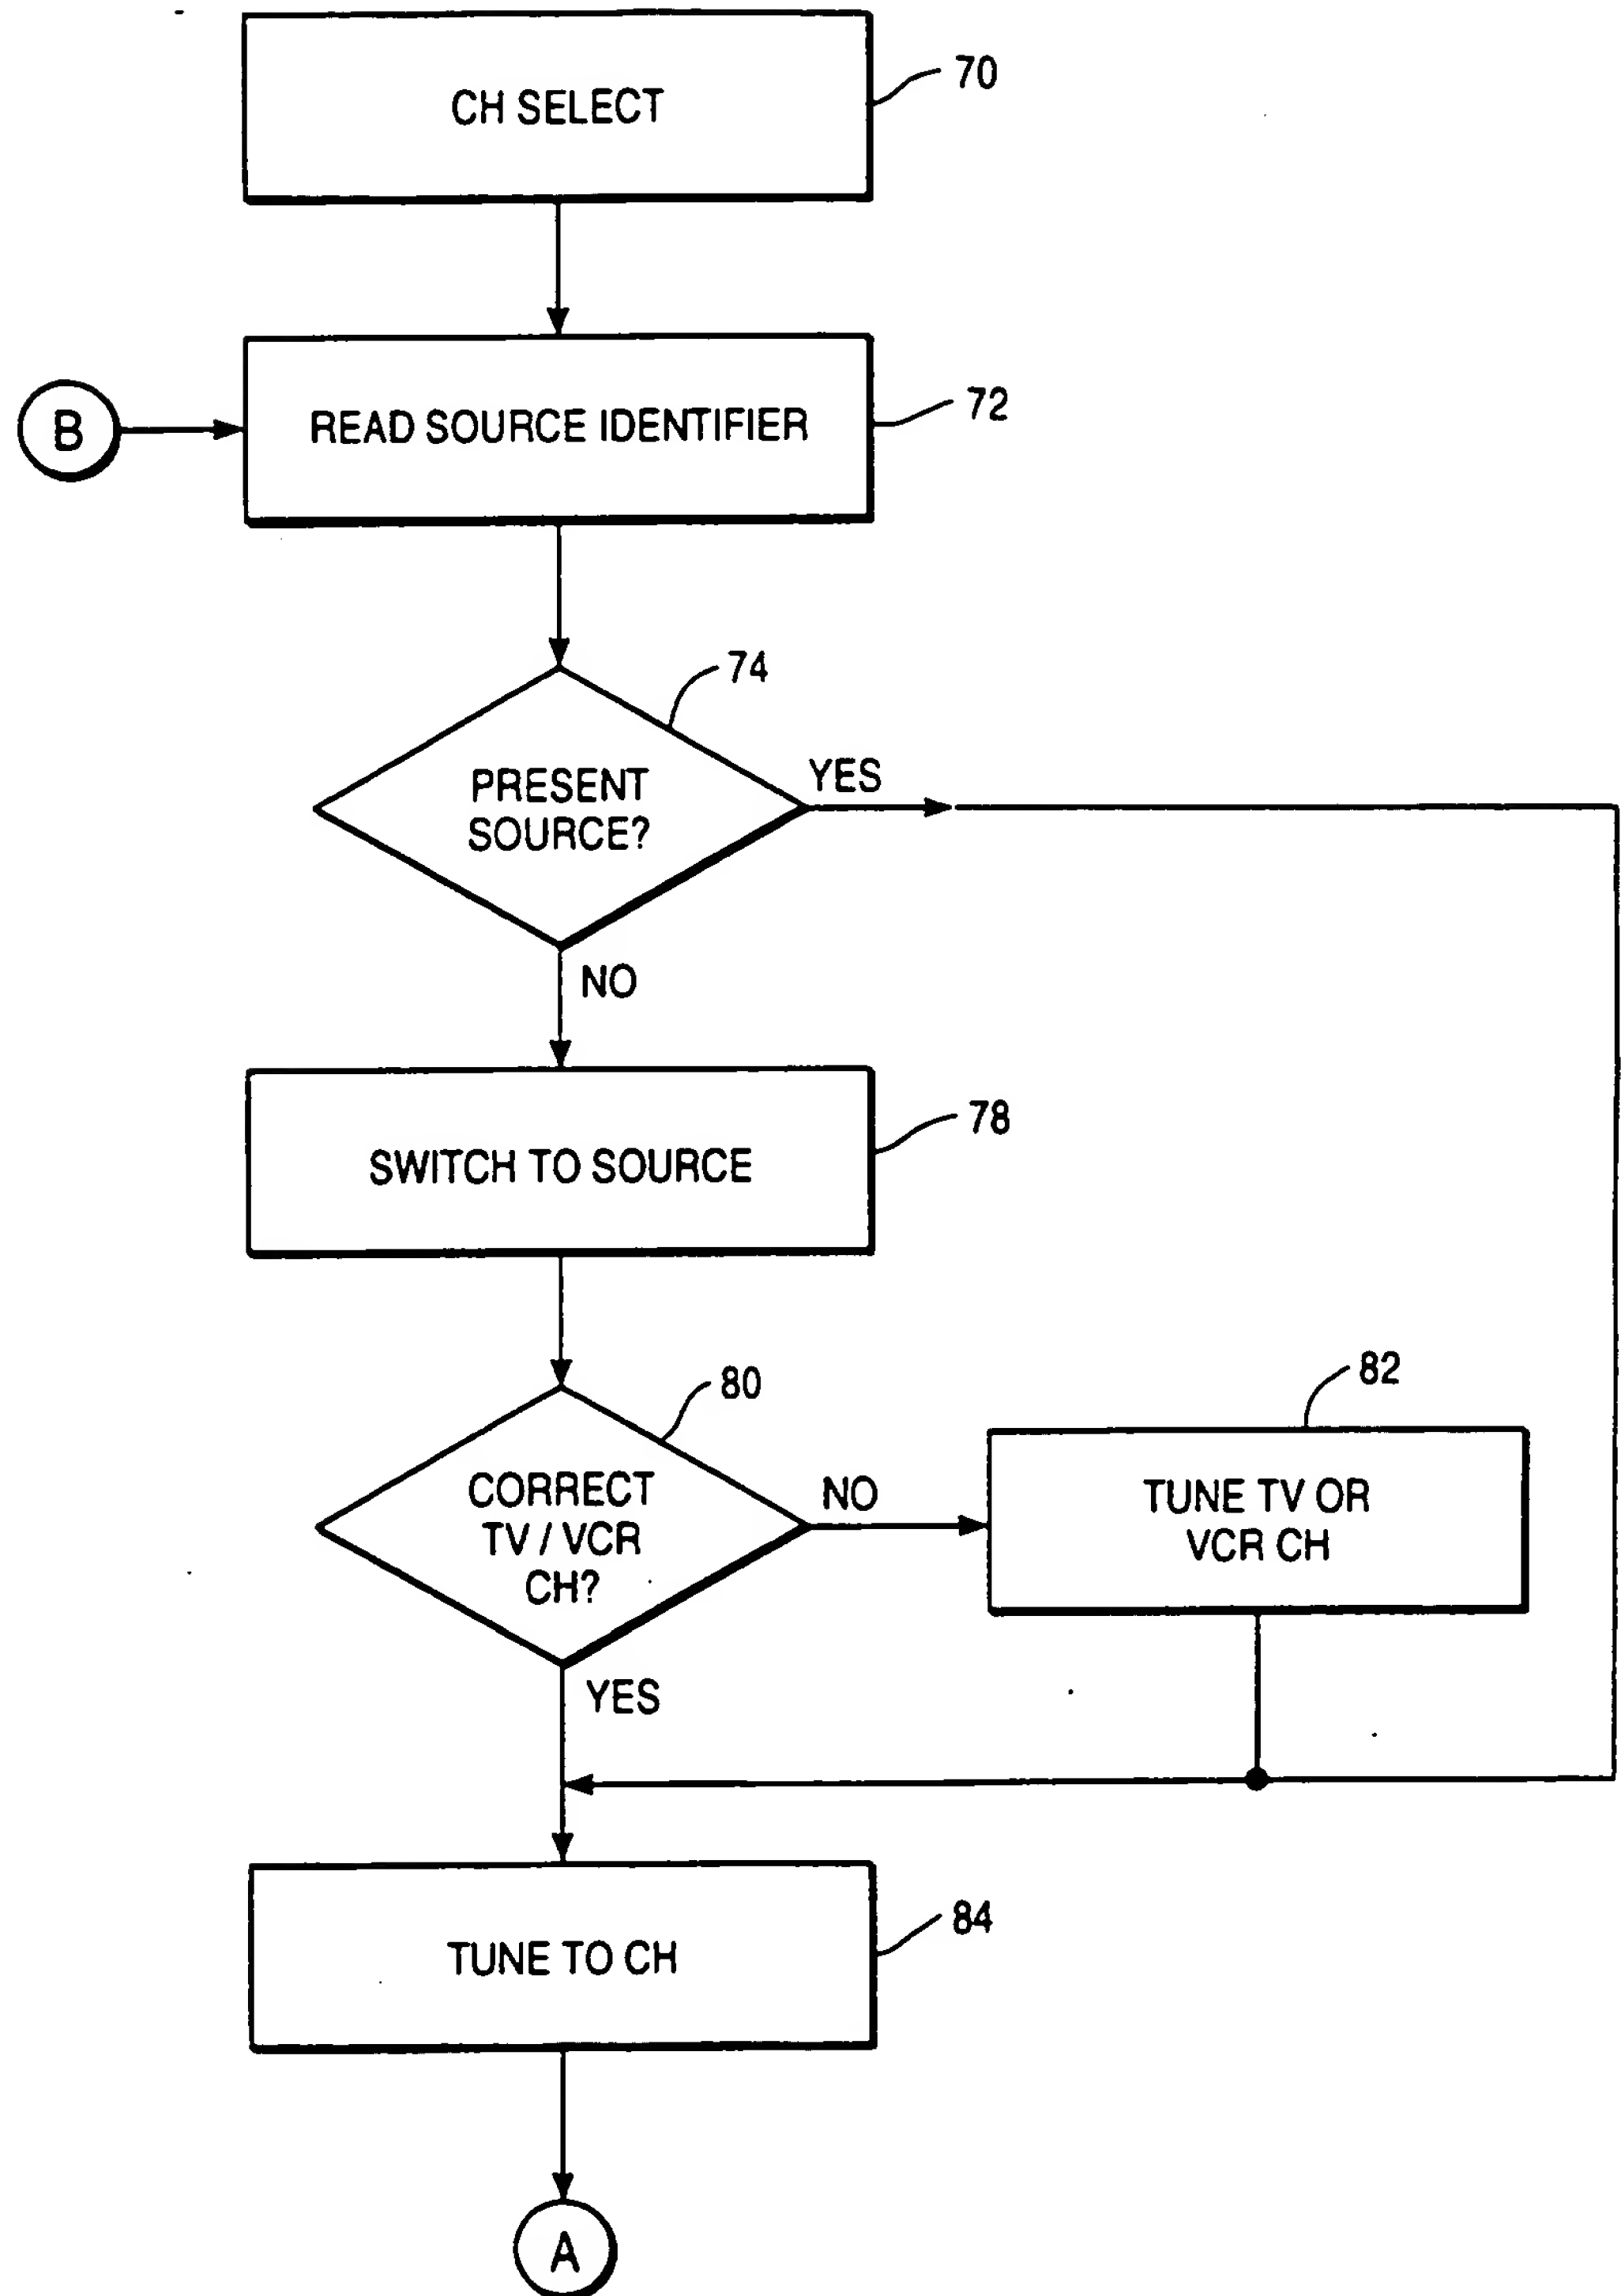 CH SELECT
70
B
READ SOURCE IDENTIFIER
72
74
PRESENT
SOURCE?
YES
NO
SWITCH TO SOURCE
78
80
CORRECT
TV / VCR
CH?
NO
82
TUNE TV OR
VCR CH
YES
TUNE TO CH
84
A